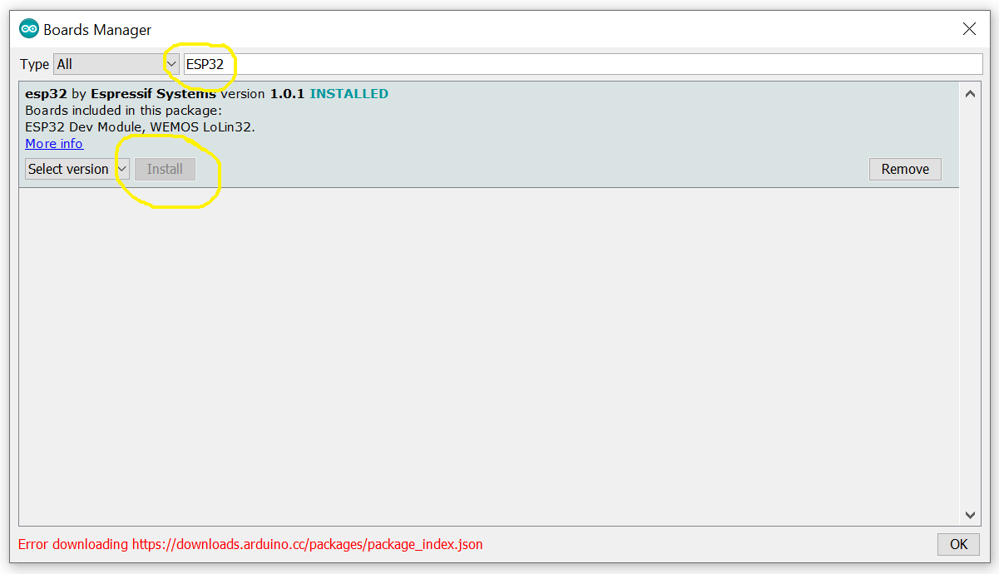 Boards Manager
Type All ESP32
esp32 by Espressif Systems version 1.0.1 INSTALLED
Boards included in this package:
ESP32 Dev Module, WEMOS LoLin32.
More info
Select version Install Remove
Error downloading https://downloads.arduino.cc/packages/package_index.json OK